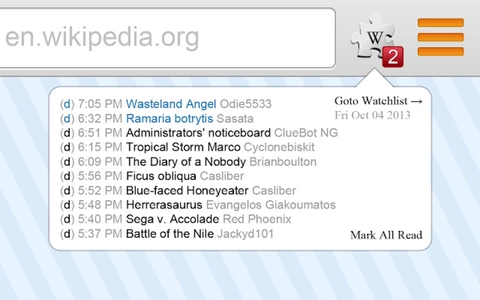 en.wikipedia.org
W
2
(d) 7:05 PM Wasteland Angel Odie5533
Goto Watchlist →
(d) 6:32 PM Ramaria botrytis Sasata
Fri Oct 04 2013
(d) 6:51 PM Administrators' noticeboard ClueBot NG
(d) 6:15 PM Tropical Storm Marco Cyclonebiskit
(d) 6:09 PM The Diary of a Nobody Brianboulton
(d) 5:56 PM Ficus obliqua Casliber
(d) 5:52 PM Blue-faced Honeyeater Casliber
(d) 5:48 PM Herrerasaurus Evangelos Giakoumatos
(d) 5:40 PM Sega v. Accolade Red Phoenix
(d) 5:37 PM Battle of the Nile Jackyd101
Mark All Read